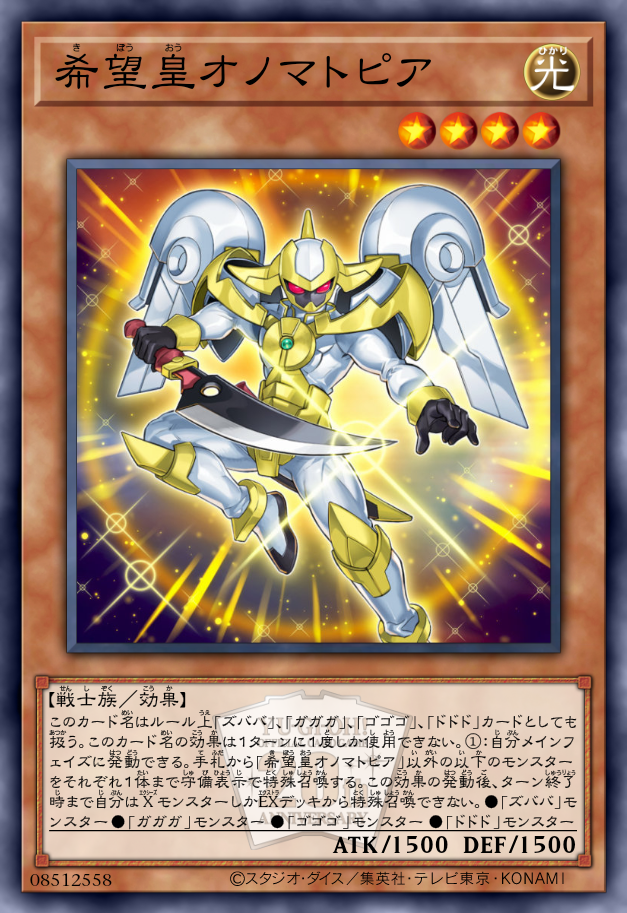 希望皇オノマトピア
光
【戦士族／効果】
このカード名はルール上「ズババ」、「ガガガ」、「ゴゴゴ」、「ドドド」カードとしても
扱う。このカード名の効果は１ターンに１度しか使用できない。①：自分メインフ
ェイズに発動できる。手札から「希望皇オノマトピア」以外の以下のモンスター
をそれぞれ１体まで守備表示で特殊召喚する。この効果の発動後、ターン終了
時まで自分はＸモンスターしかEXデッキから特殊召喚できない。●「ズババ」モ
ンスター●「ガガガ」モンスター●「ゴゴゴ」モンスター●「ドドド」モンスター
ATK/1500 DEF/1500
08512558 ©スタジオ・ダイス／集英社・テレビ東京・KONAMI